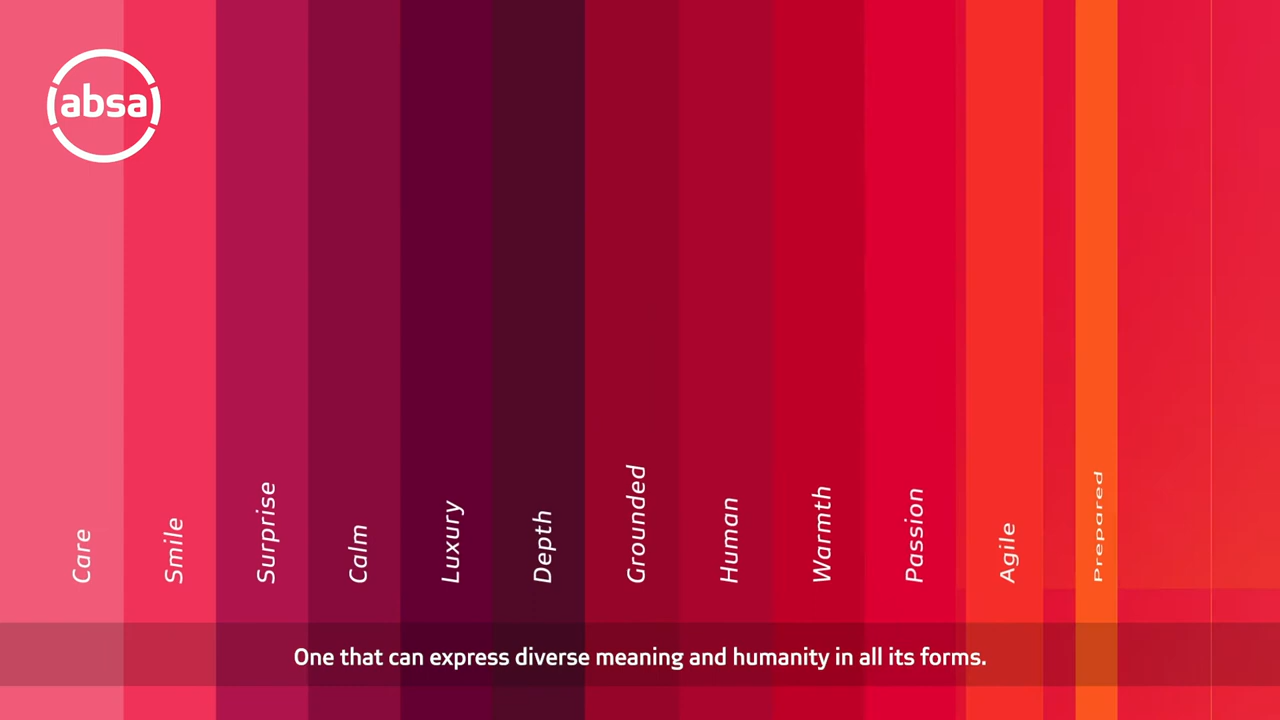 absa
Care
Smile
Surprise
Calm
Luxury
Depth
Grounded
Human
Warmth
Passion
Agile
Prepared
One that can express diverse meaning and humanity in all its forms.